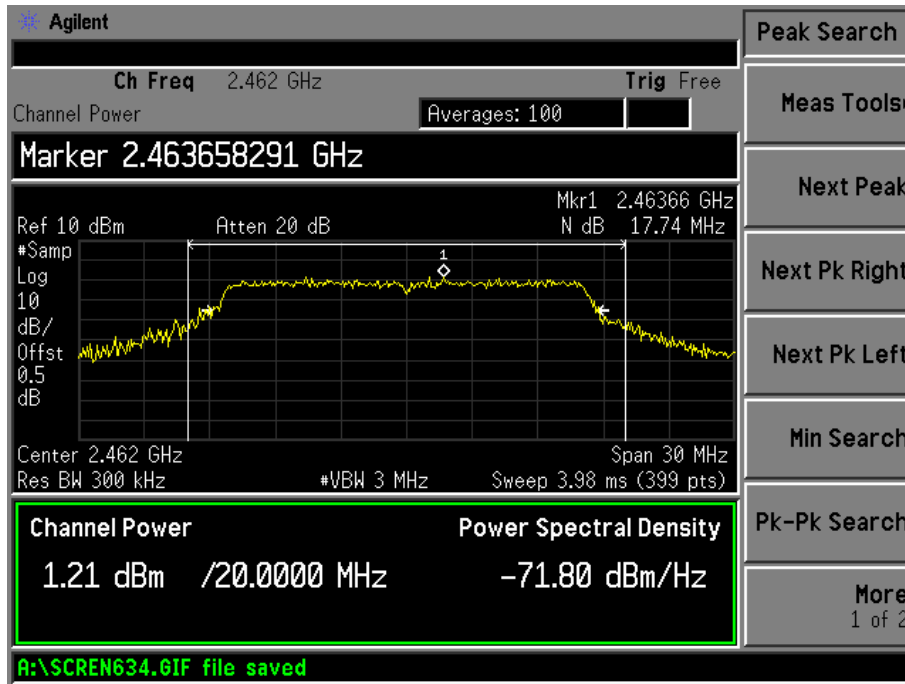 Agilent
Peak Search
Ch Freq 2.462 GHz Trig Free
Channel Power Averages: 100
Meas Tools
Marker 2.463658291 GHz
Next Peak
Mkr1 2.46366 GHz
Ref 10 dBm Atten 20 dB N dB 17.74 MHz
#Samp
Log
10
dB/
Offst
0.5
dB
1
Next Pk Right
Next Pk Left
Min Search
Center 2.462 GHz Span 30 MHz
Res BW 300 kHz #VBW 3 MHz Sweep 3.98 ms (399 pts)
Channel Power Power Spectral Density
1.21 dBm /20.0000 MHz -71.80 dBm/Hz
Pk-Pk Search
More
1 of 2
A:\SCREN634.GIF file saved